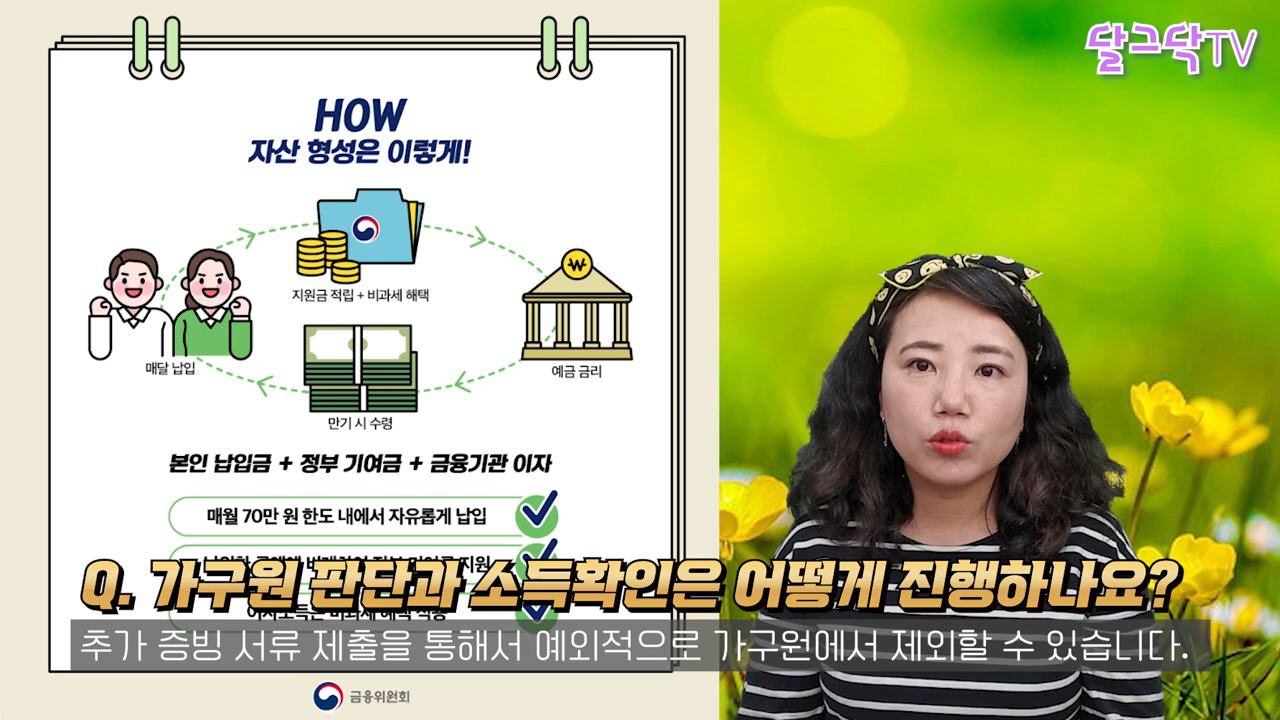 달그닥TV
HOW
자산 형성은 이렇게!
지원금 적립 + 비과세 혜택
매달 납입
예금 금리
만기 시 수령
본인 납입금 + 정부 기여금 + 금융기관 이자
매월 70만 원 한도 내에서 자유롭게 납입
지원
Q. 가구원 판단과 소득확인은 어떻게 진행하나요?
추가 증빙 서류 제출을 통해서 예외적으로 가구원에서 제외할 수 있습니다.
금융위원회